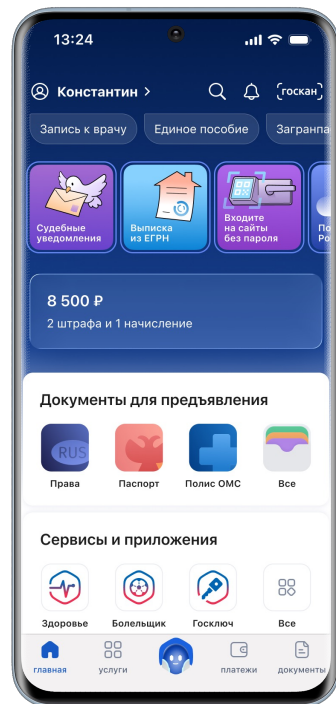 13:24
Константин >
госкан
Запись к врачу
Единое пособие
Загранпа
Судебные
уведомления
Выписка
из ЕГРН
Входите
на сайты
без пароля
По
Ро
8 500 ₽
2 штрафа и 1 начисление
Документы для предъявления
RUS
Права
Паспорт
Полис ОМС
Все
Сервисы и приложения
Здоровье
Болельщик
Госключ
Все
главная
услуги
платежи
документы